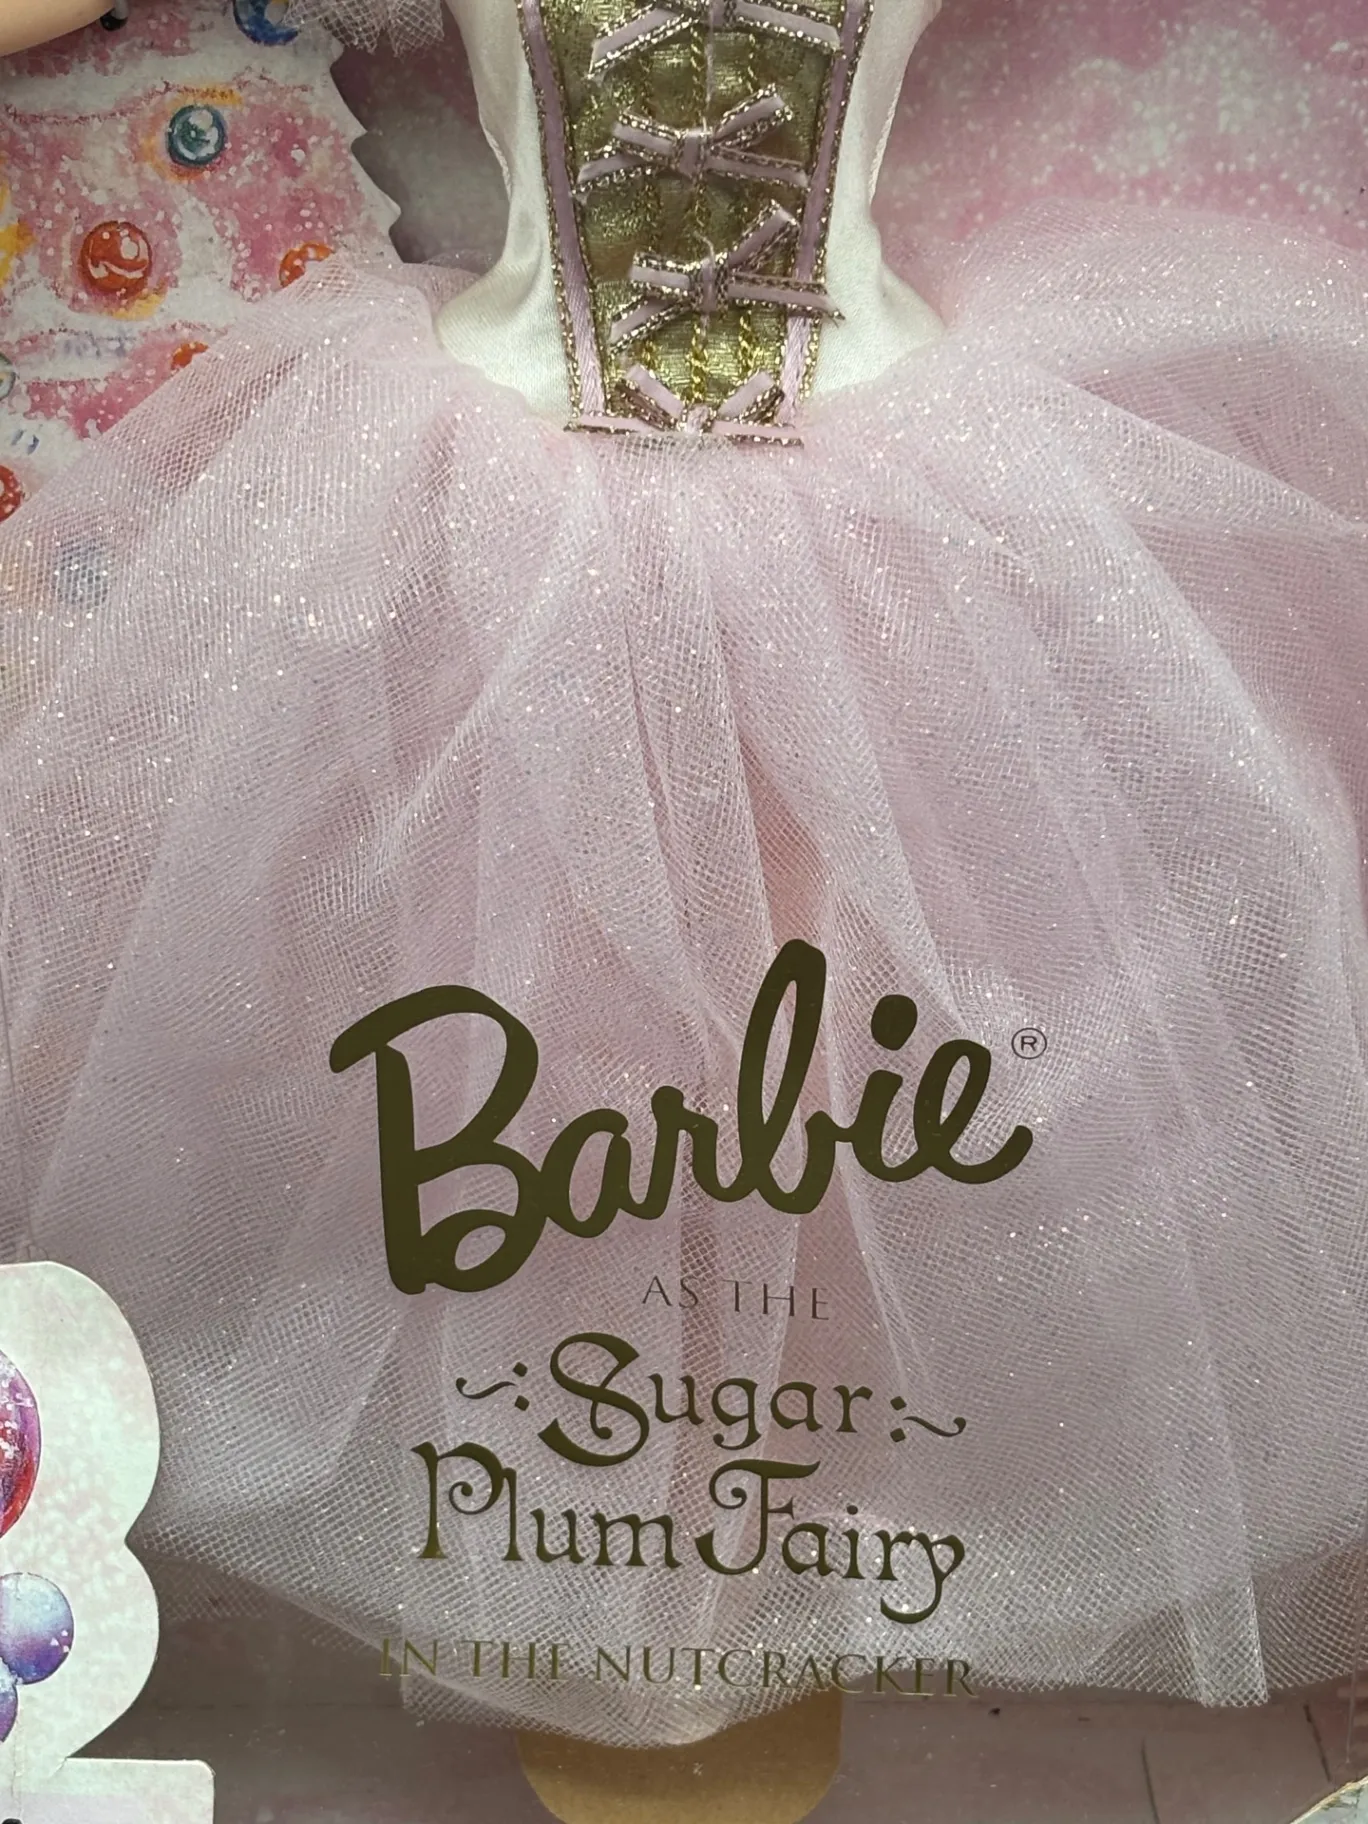 Barbie®
AS THE
Sugar
Plum Fairy
IN THE NUTCRACKER